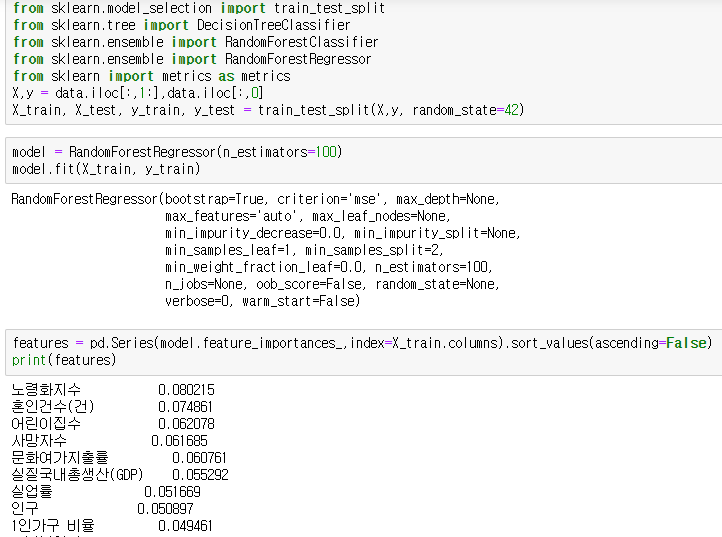 from sklearn.model_selection import train_test_split
from sklearn.tree import DecisionTreeClassifier
from sklearn.ensemble import RandomForestClassifier
from sklearn.ensemble import RandomForestRegressor
from sklearn import metrics as metrics
X,y = data.iloc[:,1:],data.iloc[:,0]
X_train, X_test, y_train, y_test = train_test_split(X,y, random_state=42)
model = RandomForestRegressor(n_estimators=100)
model.fit(X_train, y_train)
RandomForestRegressor(bootstrap=True, criterion='mse', max_depth=None,
max_features='auto', max_leaf_nodes=None,
min_impurity_decrease=0.0, min_impurity_split=None,
min_samples_leaf=1, min_samples_split=2,
min_weight_fraction_leaf=0.0, n_estimators=100,
n_jobs=None, oob_score=False, random_state=None,
verbose=0, warm_start=False)
features = pd.Series(model.feature_importances_,index=X_train.columns).sort_values(ascending=False)
print(features)
노령화지수 0.080215
혼인건수(건) 0.074861
어린이집수 0.062078
사망자수 0.061685
문화여가지출률 0.060761
실질국내총생산(GDP) 0.055292
실업률 0.051669
인구 0.050897
1인가구 비율 0.049461